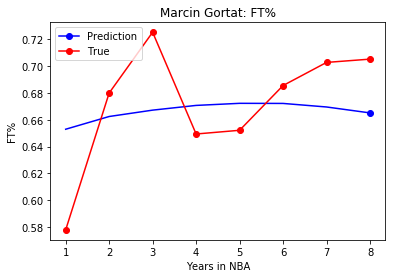 Marcin Gortat: FT%
Prediction
True
FT%
0.72
0.70
0.68
0.66
0.64
0.62
0.60
0.58
1 2 3 4 5 6 7 8
Years in NBA